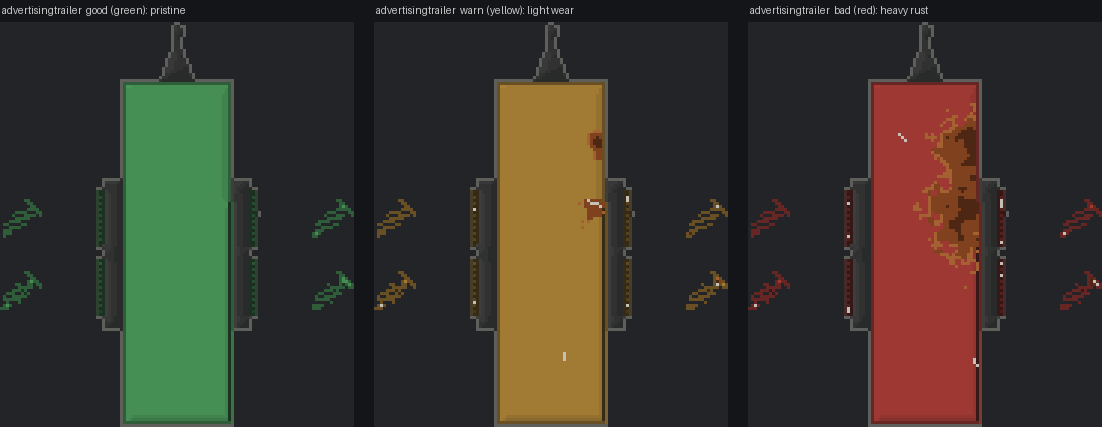 advertisingtrailer good (green): pristine
advertisingtrailer warn (yellow): light wear
advertisingtrailer bad (red): heavy rust